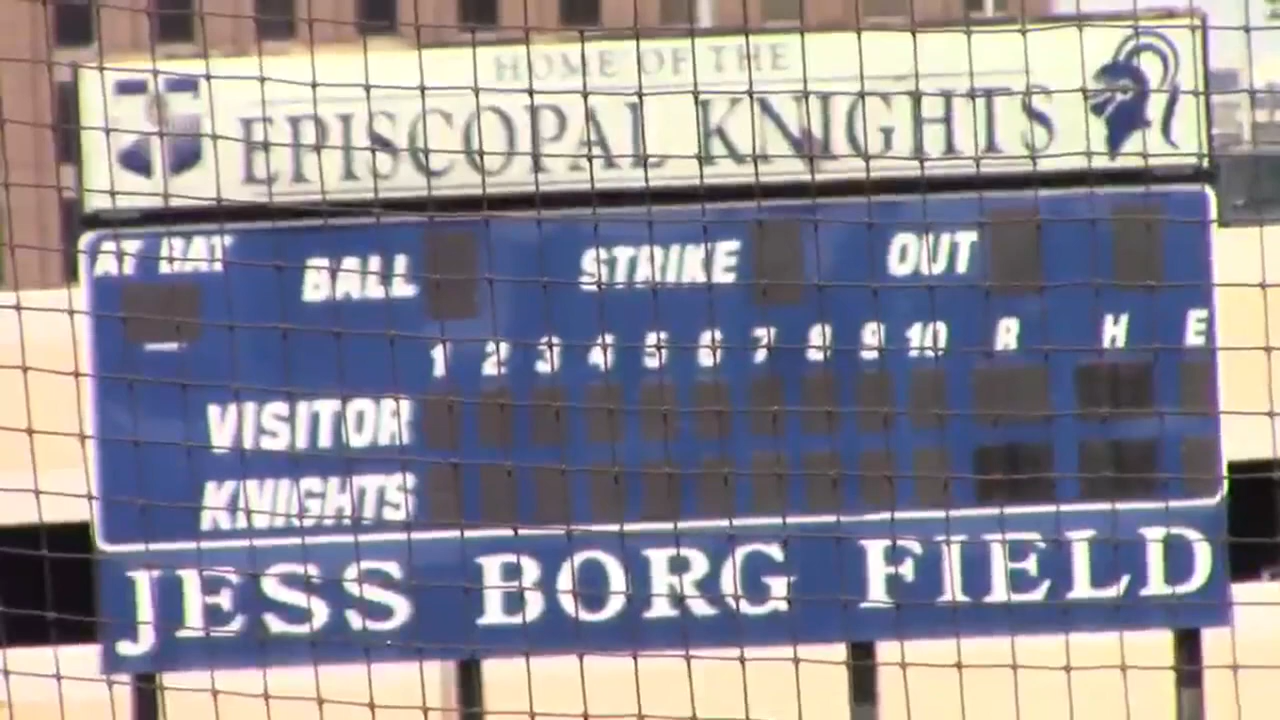 HOME OF THE
EPISCOPAL KNIGHTS
AT BAT BALL STRIKE OUT
1 2 3 4 5 6 7 8 9 10 R H E
VISITOR
KNIGHTS
JESS BORG FIELD